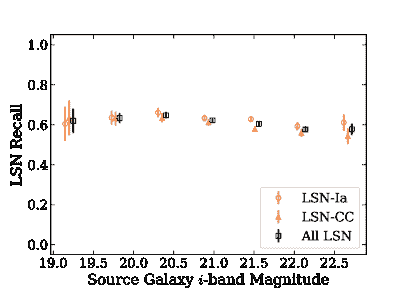 1.0
0.8
0.6
0.4
0.2
0.0
LSN Recall
19.0 19.5 20.0 20.5 21.0 21.5 22.0 22.5
Source Galaxy i-band Magnitude
LSN-Ia
LSN-CC
All LSN